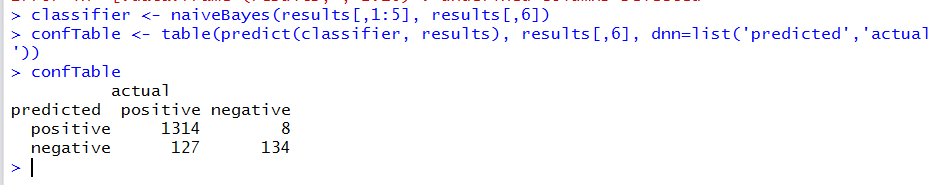 > classifier <- naiveBayes(results[,1:5], results[,6])
> confTable <- table(predict(classifier, results), results[,6], dnn=list('predicted','actual
'))
> confTable
actual
predicted positive negative
positive 1314 8
negative 127 134
>